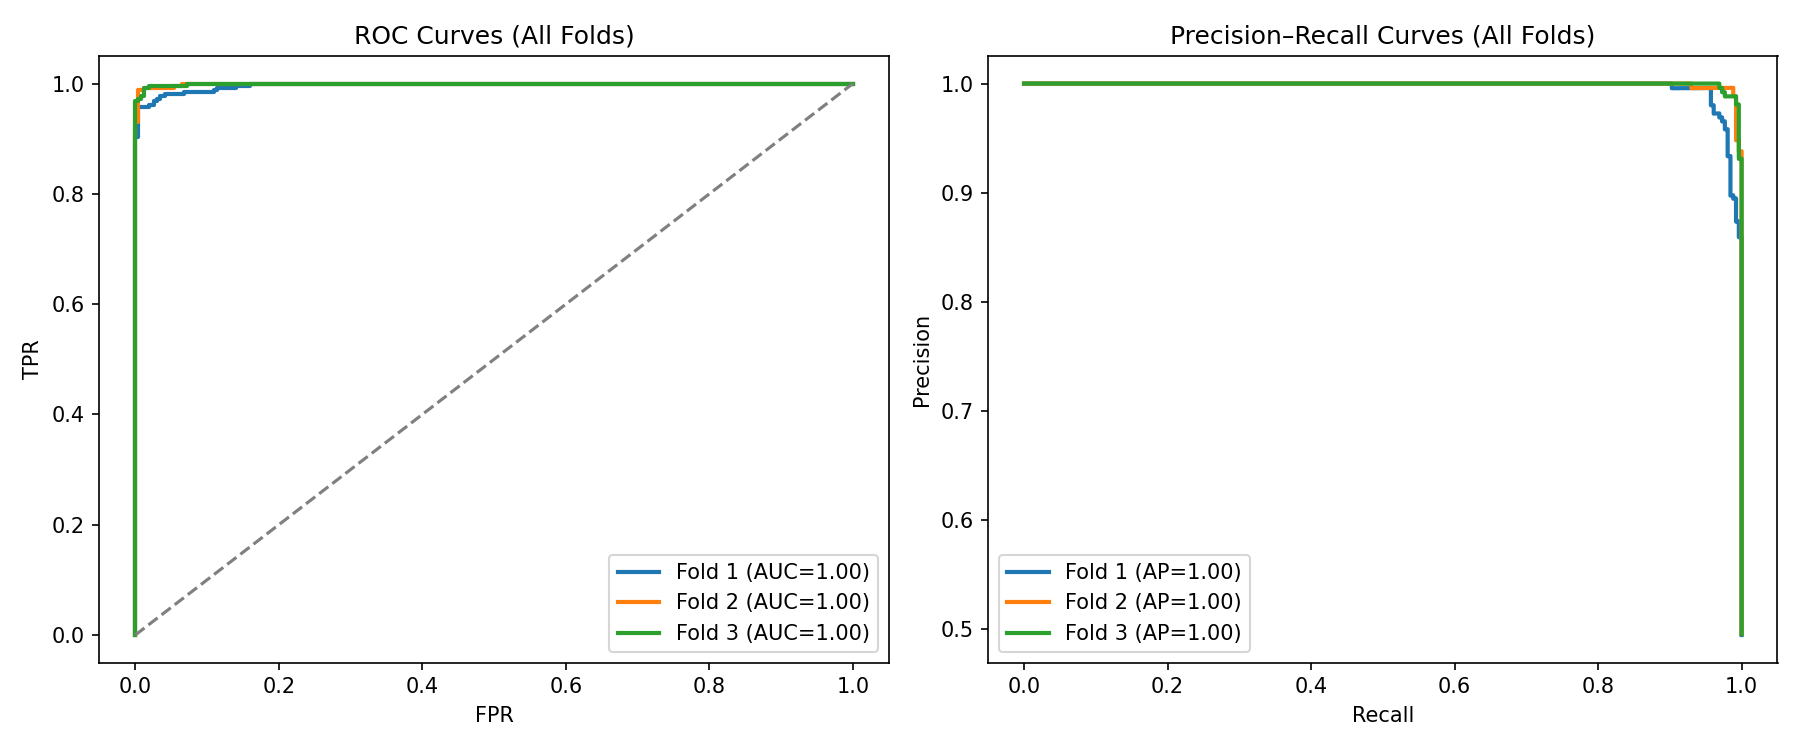 ROC Curves (All Folds)
1.0
0.8
0.6
0.4
0.2
0.0
TPR
0.0 0.2 0.4 0.6 0.8 1.0
FPR
Fold 1 (AUC=1.00)
Fold 2 (AUC=1.00)
Fold 3 (AUC=1.00)
Precision–Recall Curves (All Folds)
1.0
0.9
0.8
0.7
0.6
0.5
Precision
0.0 0.2 0.4 0.6 0.8 1.0
Recall
Fold 1 (AP=1.00)
Fold 2 (AP=1.00)
Fold 3 (AP=1.00)